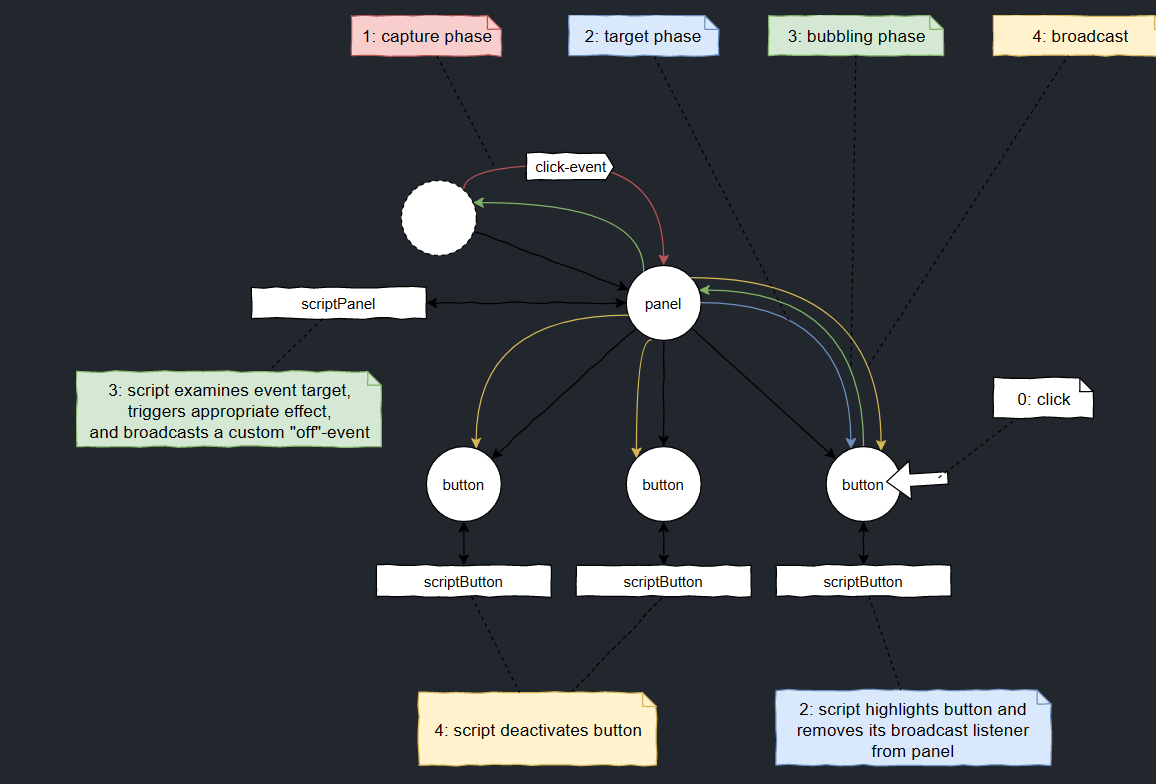 1: capture phase
2: target phase
3: bubbling phase
4: broadcast
click-event
scriptPanel
panel
3: script examines event target,
triggers appropriate effect,
and broadcasts a custom "off"-event
0: click
button
button
button
scriptButton
scriptButton
scriptButton
4: script deactivates button
2: script highlights button and
removes its broadcast listener
from panel